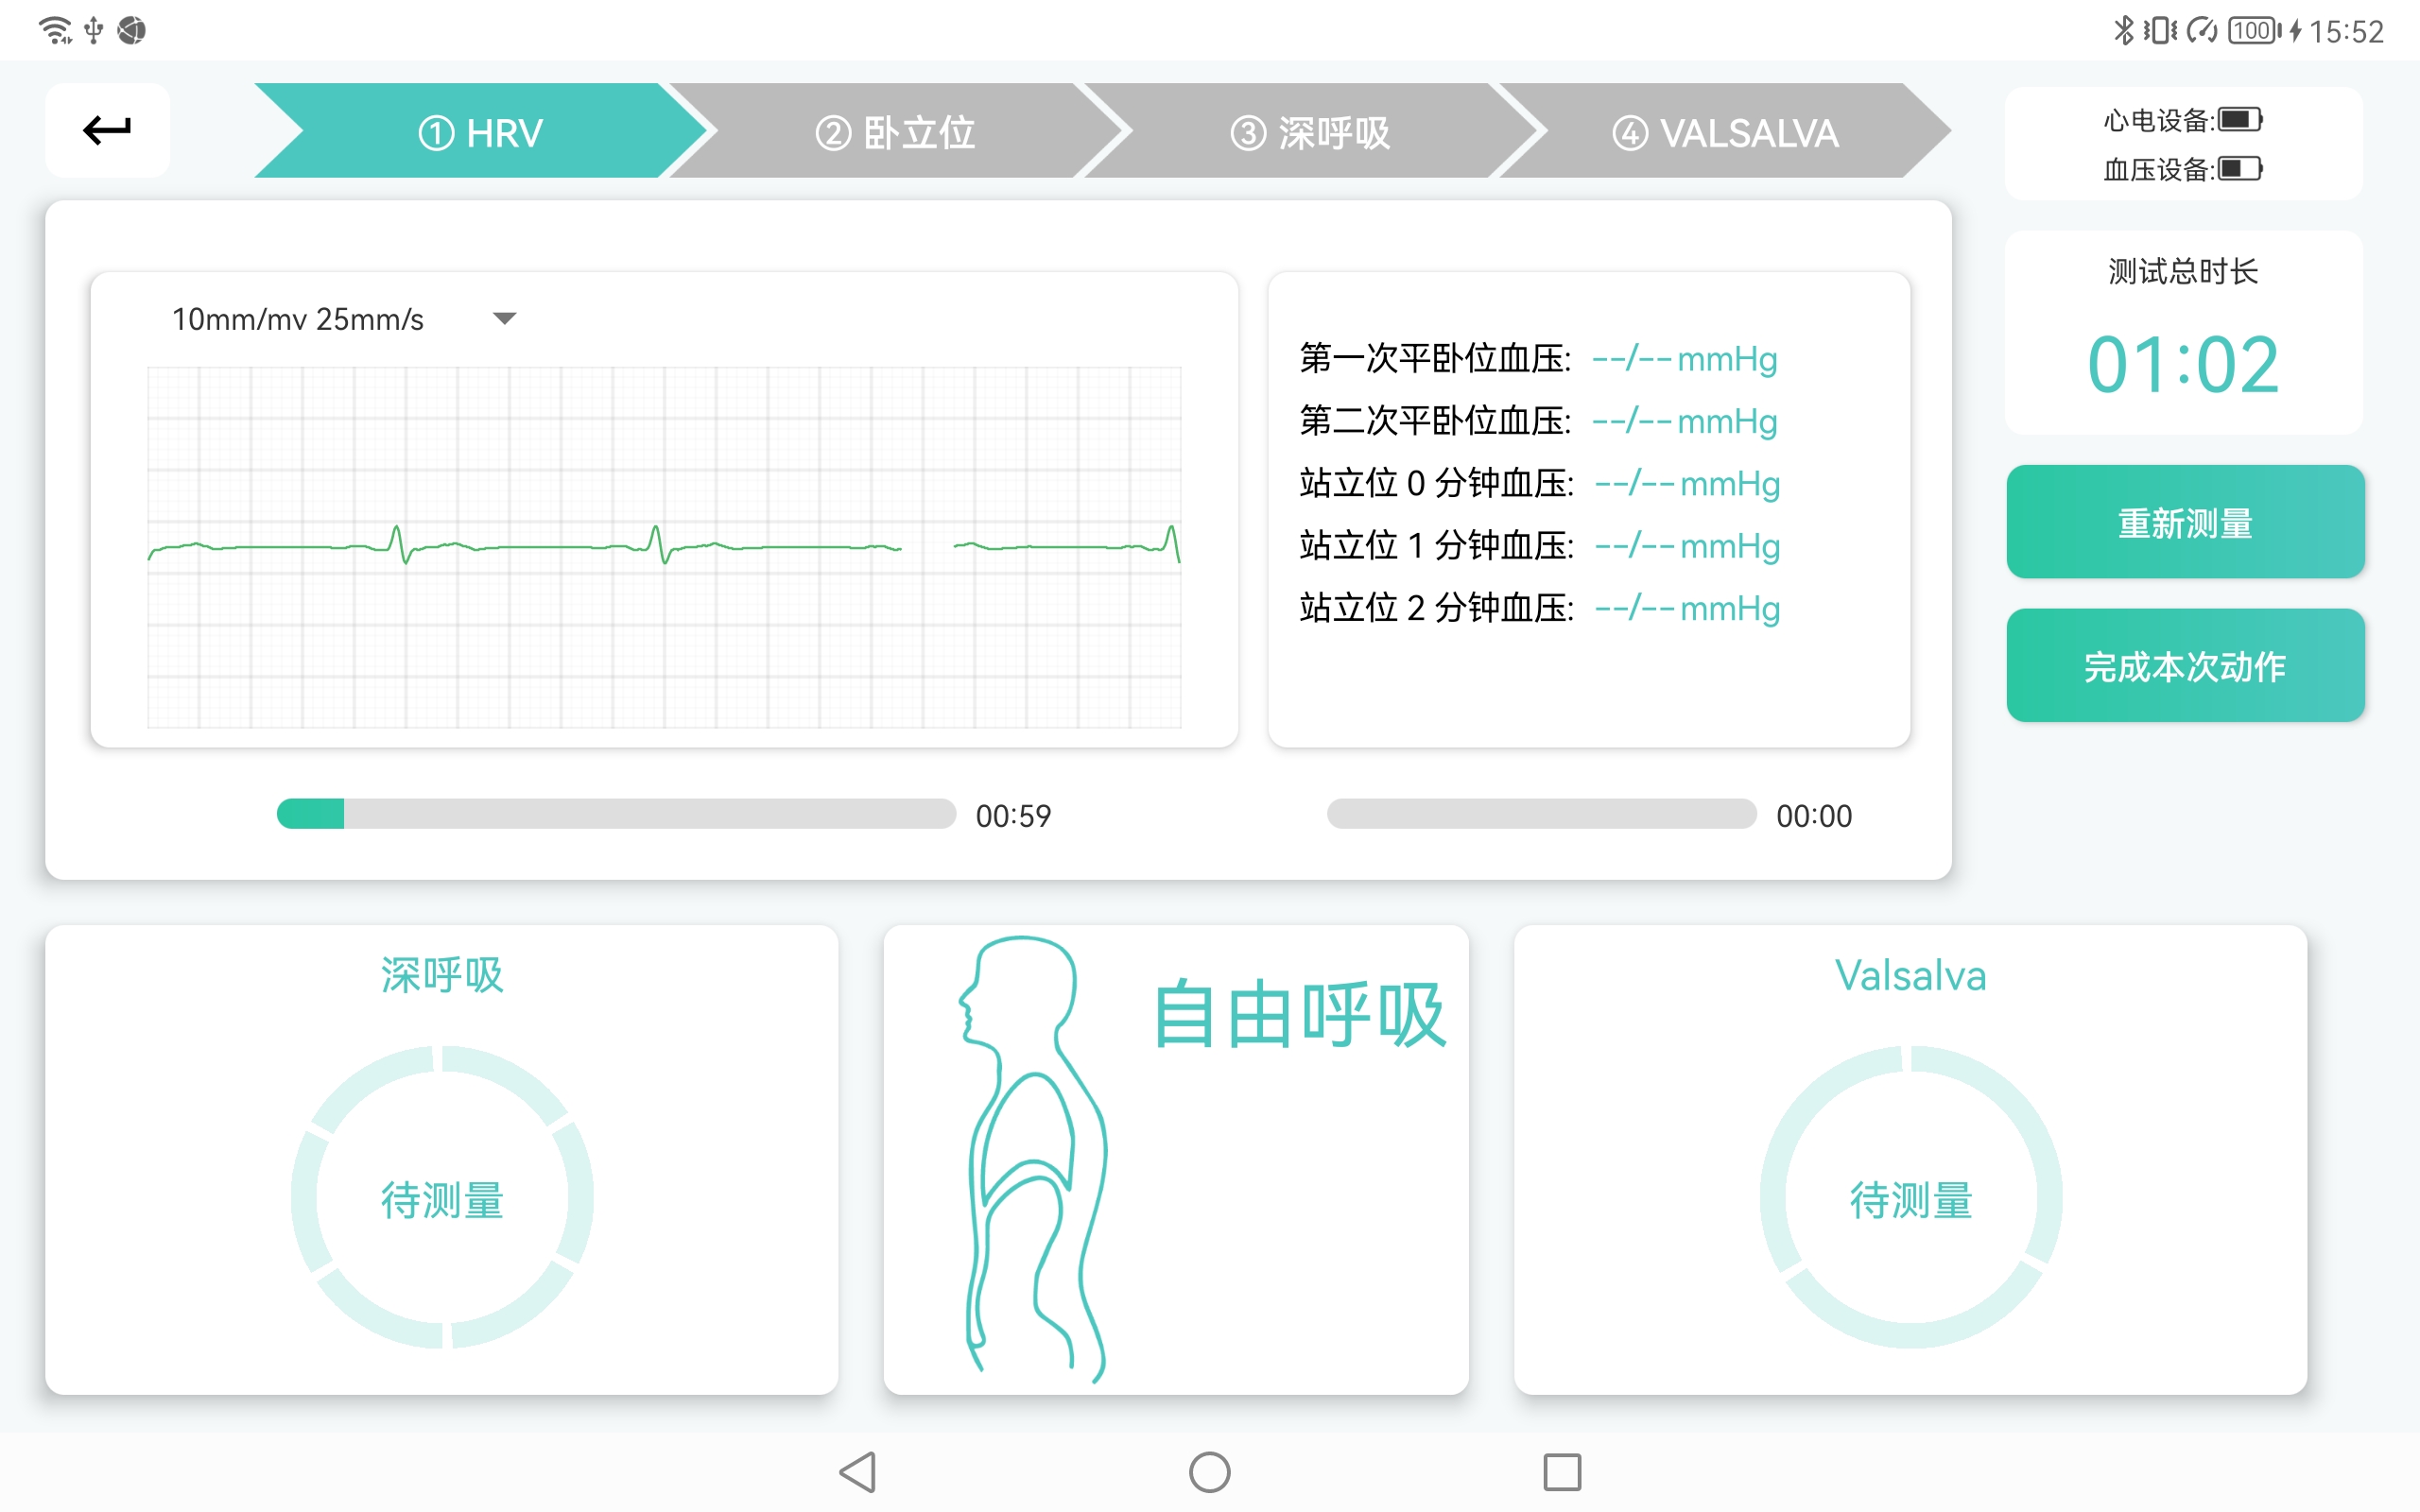 100 15:52
① HRV
② 卧立位
③ 深呼吸
④ VALSALVA
心电设备:
血压设备:
测试总时长
01:02
10mm/mv 25mm/s
第一次平卧位血压: --/-- mmHg
第二次平卧位血压: --/-- mmHg
站立位 0 分钟血压: --/-- mmHg
站立位 1 分钟血压: --/-- mmHg
站立位 2 分钟血压: --/-- mmHg
重新测量
完成本次动作
00:59
00:00
深呼吸
待测量
自由呼吸
Valsalva
待测量